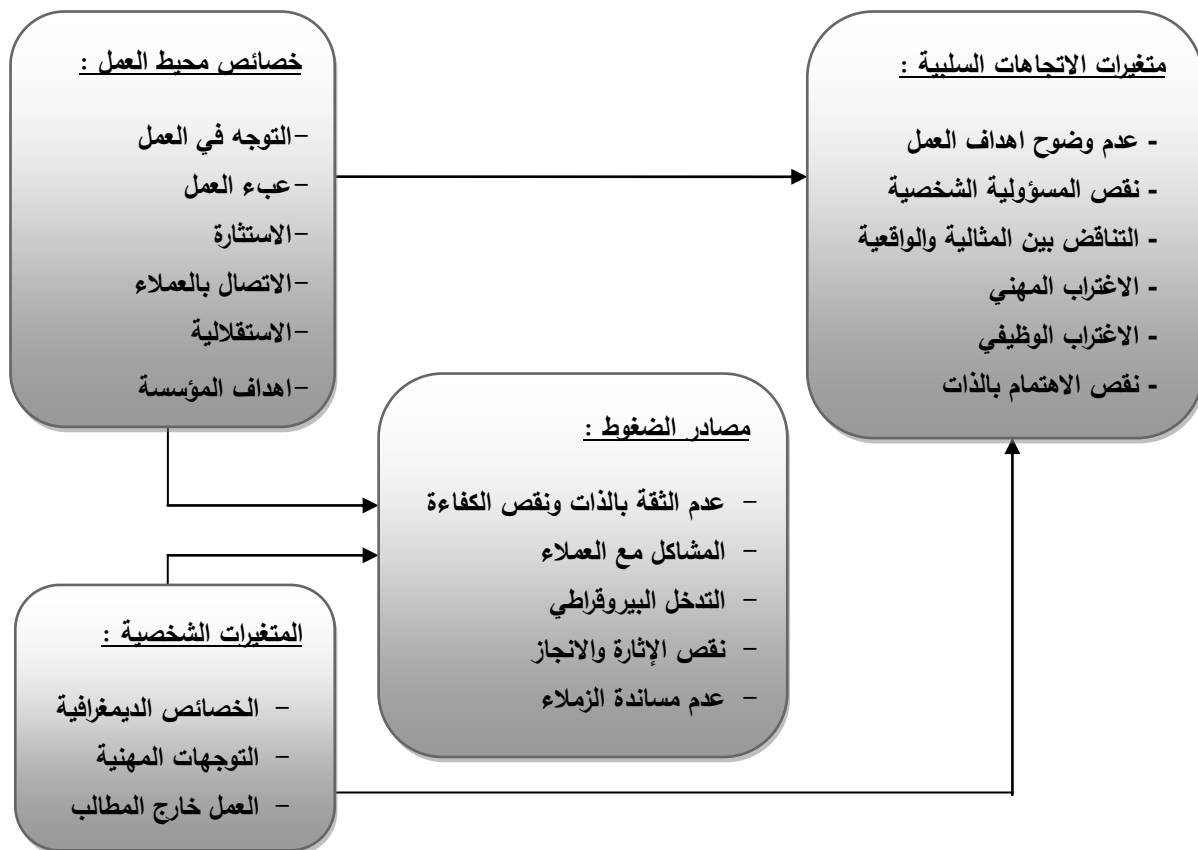 خصائص محيط العمل :
-التوجه في العمل
-عبء العمل
-الاستثارة
-الاتصال بالعملاء
-الاستقلالية
-اهداف المؤسسة
متغيرات الاتجاهات السلبية :
- عدم وضوح اهداف العمل
- نقص المسؤولية الشخصية
- التناقض بين المثالية والواقعية
- الاغتراب المهني
- الاغتراب الوظيفي
- نقص الاهتمام بالذات
مصادر الضغوط :
- عدم الثقة بالذات ونقص الكفاءة
- المشاكل مع العملاء
- التدخل البيروقراطي
- نقص الإثارة والانجاز
- عدم مساندة الزملاء
المتغيرات الشخصية :
- الخصائص الديمغرافية
- التوجهات المهنية
- العمل خارج المطالب